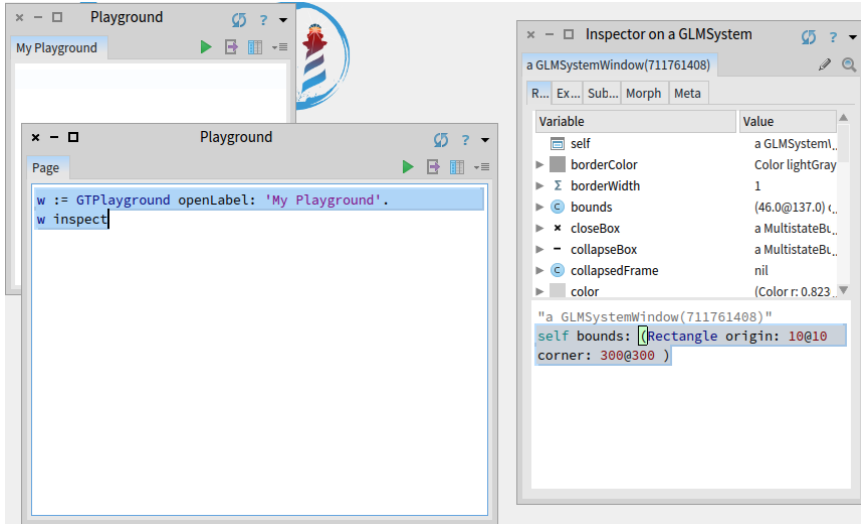 Playground
?
My Playground
Playground
?
Page
w := GTPlayground openLabel: 'My Playground'.
w inspect
Inspector on a GLMSystem
?
a GLMSystemWindow(711761408)
R... Ex... Sub... Morph Meta
Variable Value
self a GLMSystem\...
borderColor Color lightGray
Σ borderWidth 1
C bounds (46.0@137.0) c...
closeBox a MultistateBu...
collapseBox a MultistateBu...
C collapsedFrame nil
color (Color r: 0.823 ...
"a GLMSystemWindow(711761408)"
self bounds: (Rectangle origin: 10@10
corner: 300@300 )